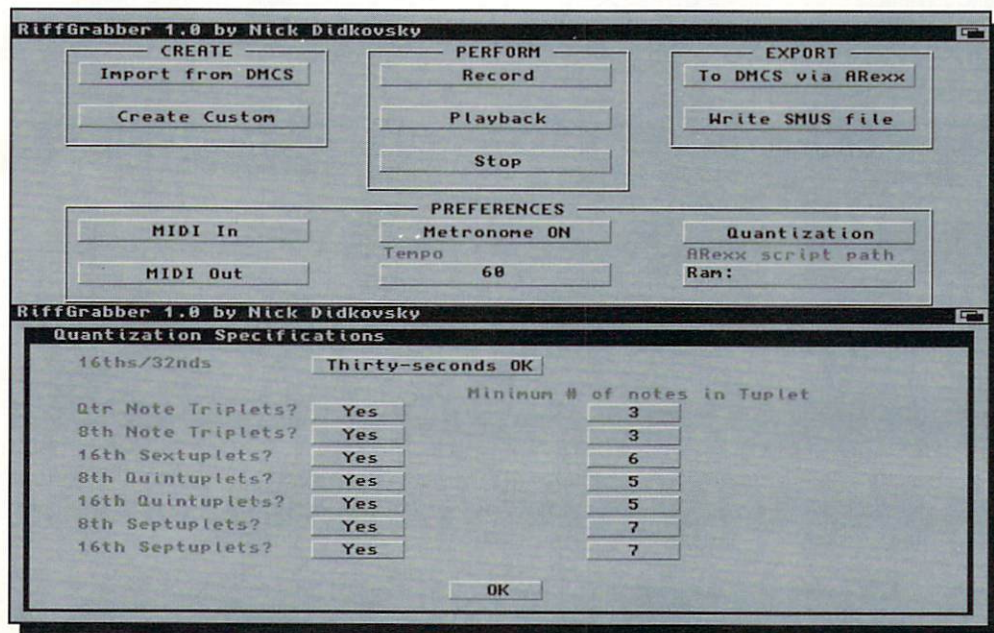 RiffGrabber 1.0 by Nick Didkovsky
CREATE
Import from DMCS
Create Custom
PERFORM
Record
Playback
Stop
EXPORT
To DMCS via ARexx
Write SMUS file
PREFERENCES
MIDI In
MIDI Out
Metronome ON
Tempo
60
Quantization
ARexx script path
Ram:
RiffGrabber 1.0 by Nick Didkovsky
Quantization Specifications
16ths/32nds Thirty-seconds OK
Minimum # of notes in Tuplet
Qtr Note Triplets? Yes 3
8th Note Triplets? Yes 3
16th Sextuplets? Yes 6
8th Quintuplets? Yes 5
16th Quintuplets? Yes 5
8th Septuplets? Yes 7
16th Septuplets? Yes 7
OK